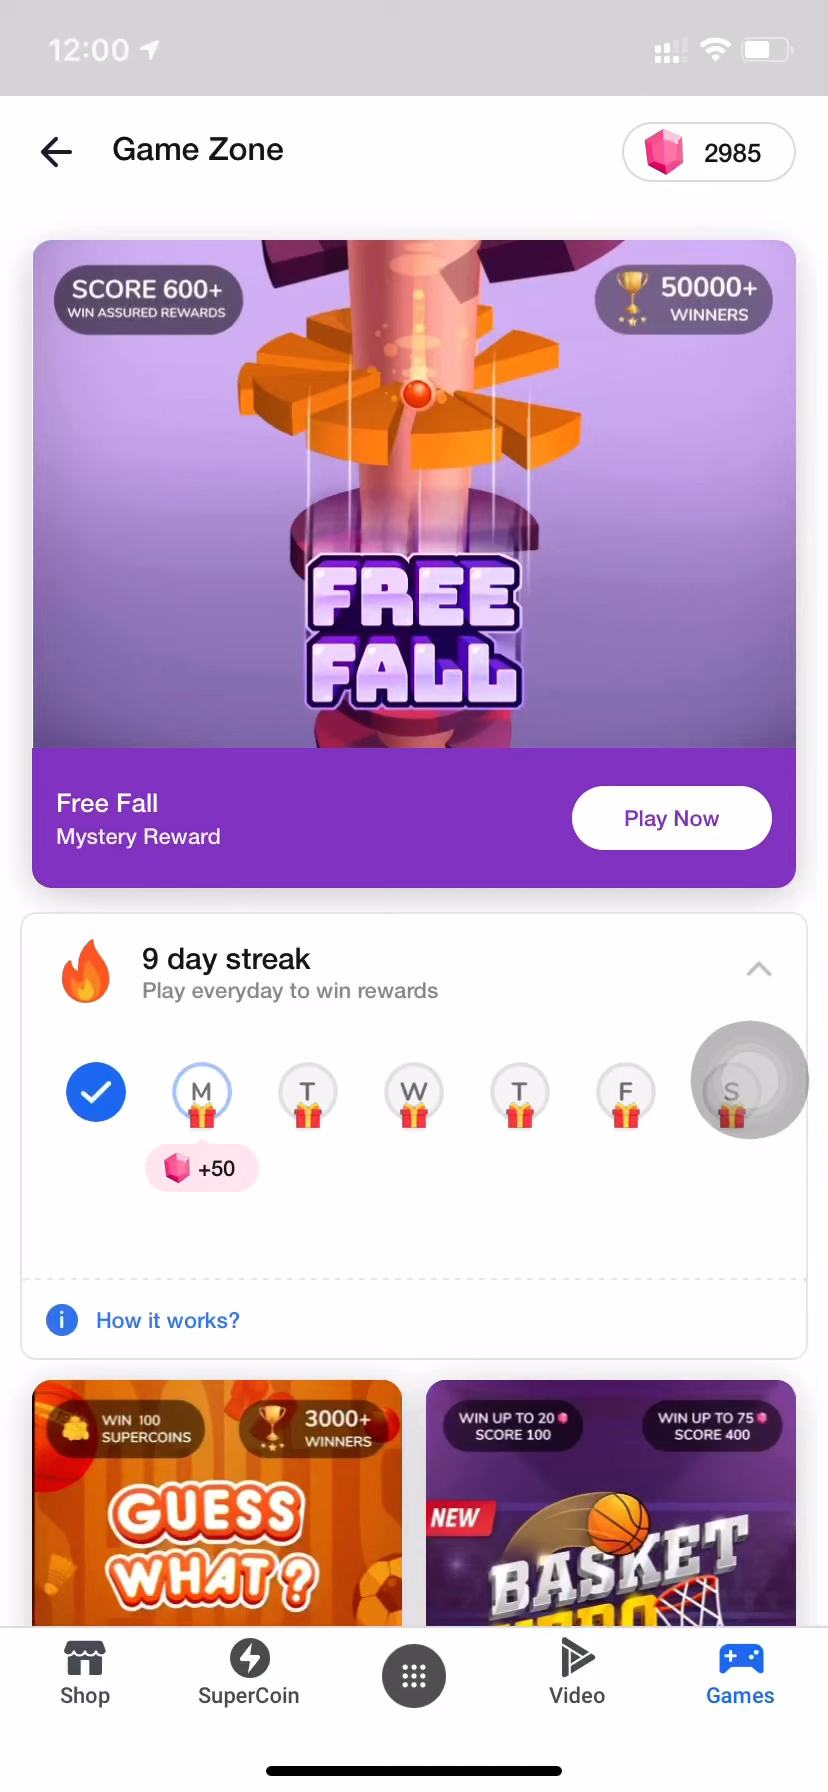 12:00
Game Zone
2985
SCORE 600+
WIN ASSURED REWARDS
50000+
WINNERS
FREE
FALL
Free Fall
Mystery Reward
Play Now
9 day streak
Play everyday to win rewards
M T W T F S
+50
i How it works?
WIN 100
SUPERCOINS
3000+
WINNERS
GUESS
WHAT?
WIN UP TO 20
SCORE 100
WIN UP TO 75
SCORE 400
NEW
BASKET
Shop
SuperCoin
Video
Games